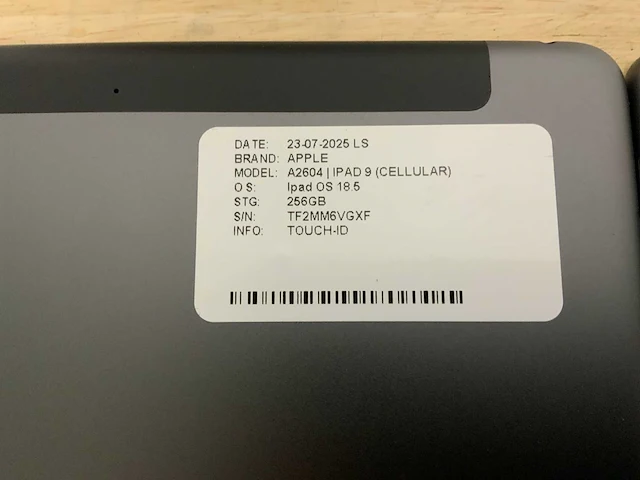 DATE: 23-07-2025 LS
BRAND: APPLE
MODEL: A2604 | IPAD 9 (CELLULAR)
OS: Ipad OS 18.5
STG: 256GB
S/N: TF2MM6VGXF
INFO: TOUCH-ID